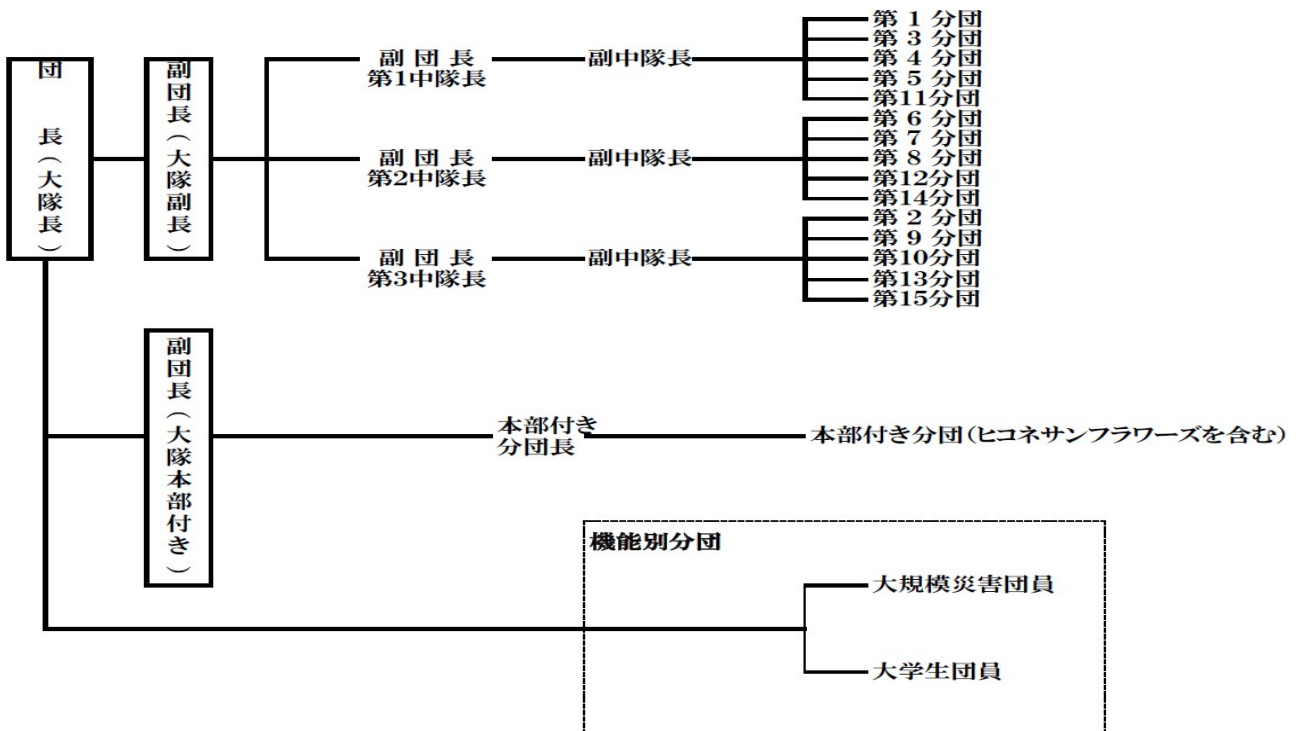 団 長(大隊長)
副団長(大隊副長)
副 団 長
第1中隊長
副中隊長
第 1 分団
第 3 分団
第 4 分団
第 5 分団
第11分団
副 団 長
第2中隊長
副中隊長
第 6 分団
第 7 分団
第 8 分団
第12分団
第14分団
副 団 長
第3中隊長
副中隊長
第 2 分団
第 9 分団
第10分団
第13分団
第15分団
副団長(大隊本部付き)
本部付き
分団長
本部付き分団(ヒコネサンフラワーズを含む)
機能別分団
大規模災害団員
大学生団員